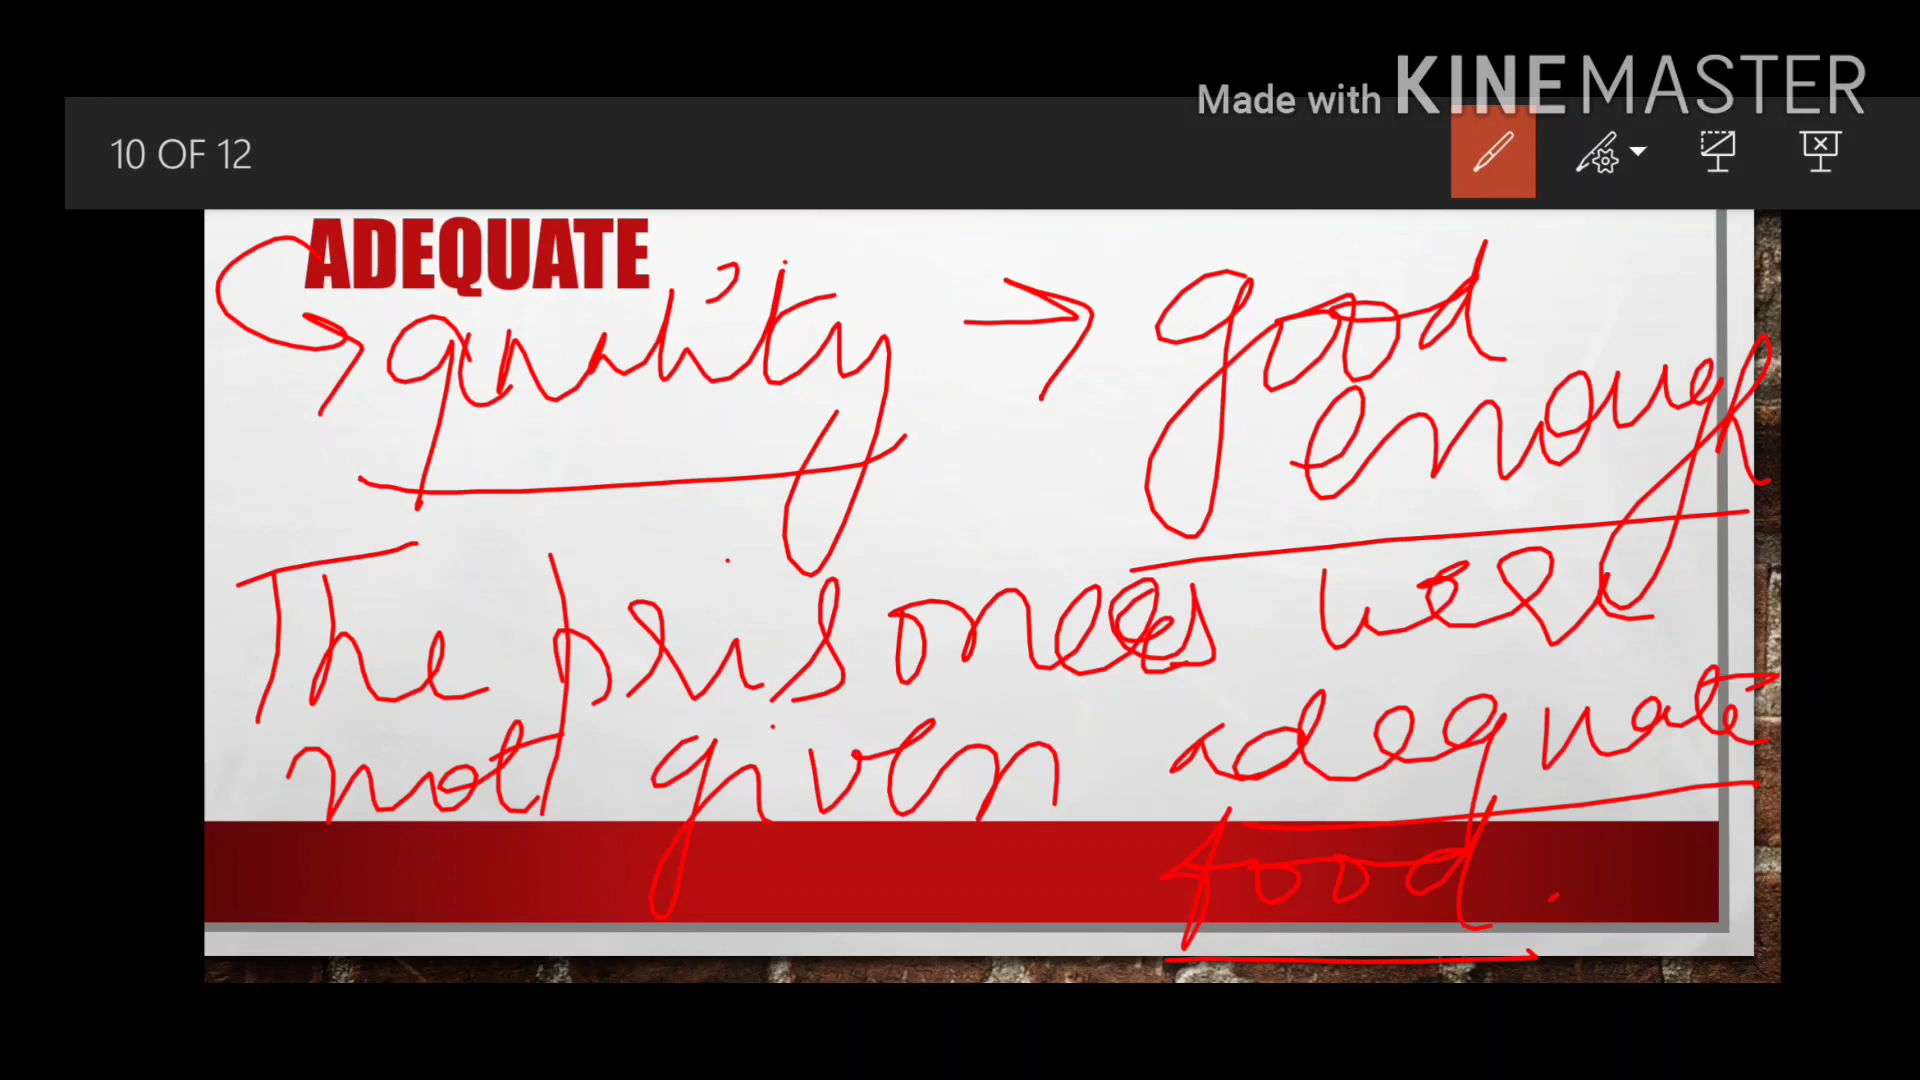 Made with KINEMASTER
10 OF 12
ADEQUATE
quality → good
enough
The prisoners were
not given adequate
food.